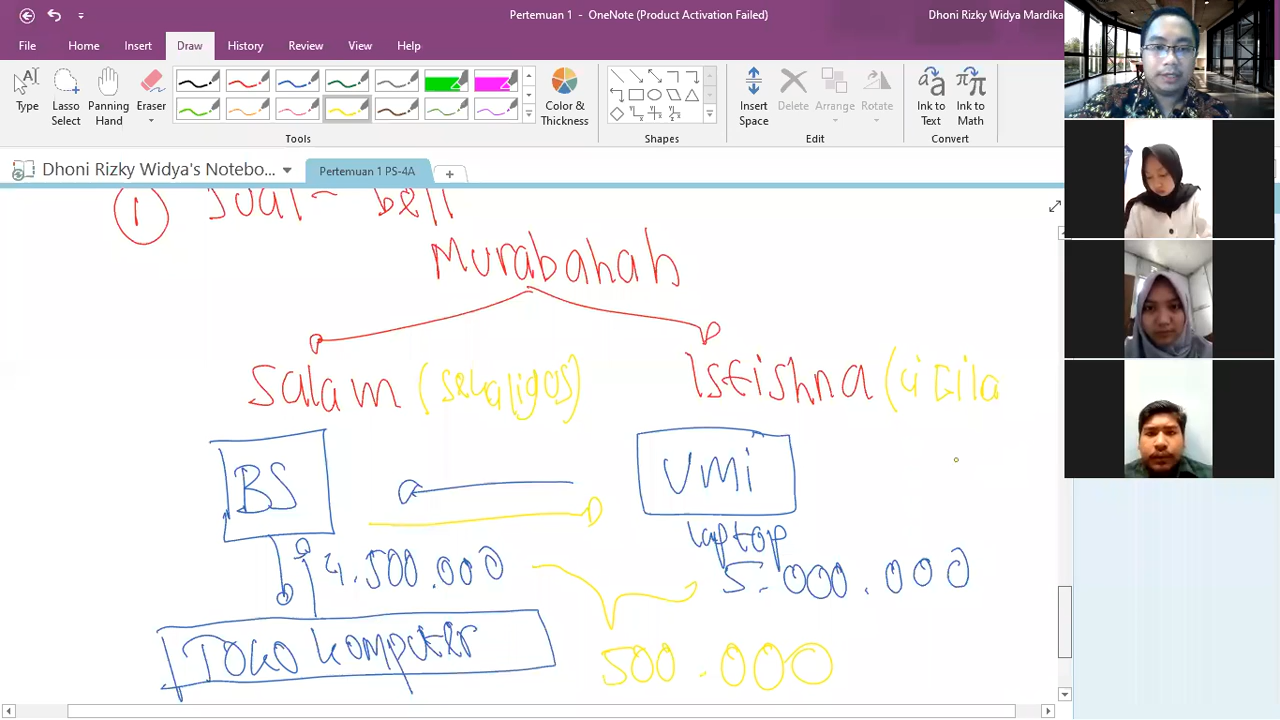 Pertemuan 1 - OneNote (Product Activation Failed)
Dhoni Rizky Widya Mardika
File Home Insert Draw History Review View Help
Type
Lasso Select
Panning Hand
Eraser
Color & Thickness
Insert Space
Delete
Arrange
Rotate
Ink to Text
Ink to Math
Tools
Shapes
Edit
Convert
Dhoni Rizky Widya's Notebo...
Pertemuan 1 PS-4A
1 Jual - beli
Murabahah
Salam (sekaligus)
Istishna (dicila
BS
UMi
laptop
4.500.000
5.000.000
Toko komputer
500.000